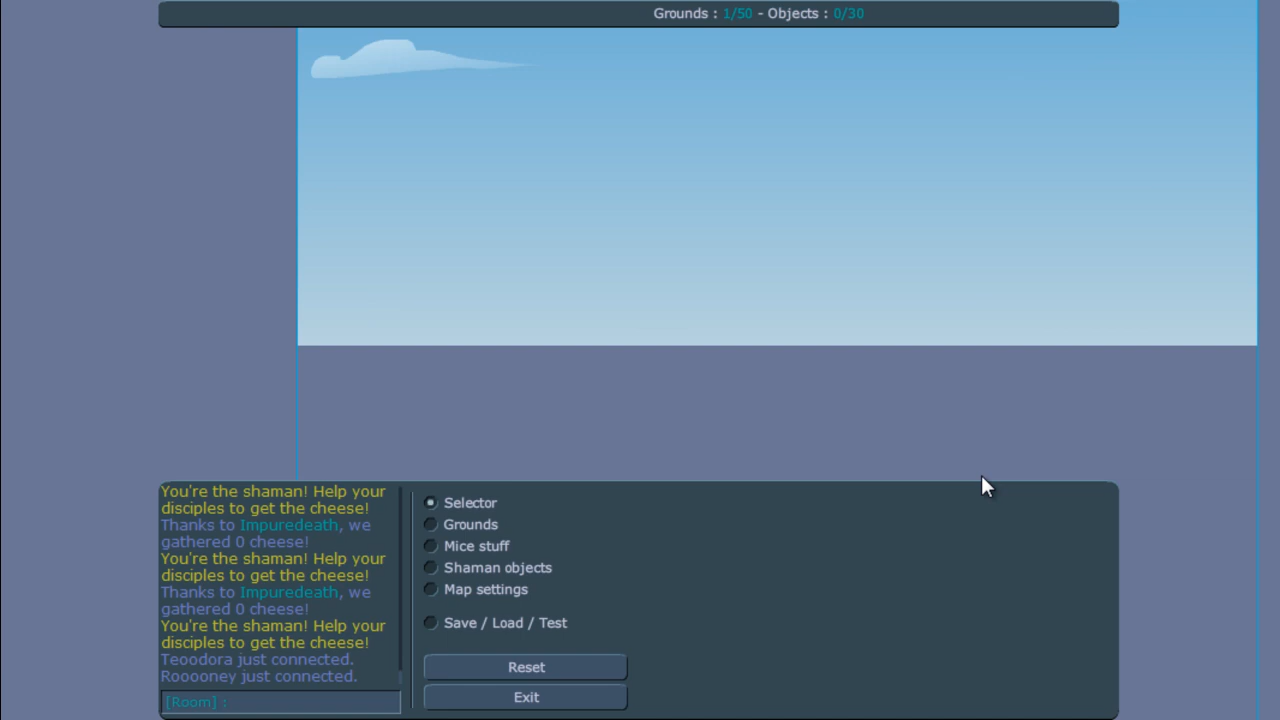 Grounds : 1/50 - Objects : 0/30
You're the shaman! Help your
disciples to get the cheese!
Thanks to Impuredeath, we
gathered 0 cheese!
You're the shaman! Help your
disciples to get the cheese!
Thanks to Impuredeath, we
gathered 0 cheese!
You're the shaman! Help your
disciples to get the cheese!
Teoodora just connected.
Rooooney just connected.
[Room] :
Selector
Grounds
Mice stuff
Shaman objects
Map settings
Save / Load / Test
Reset
Exit